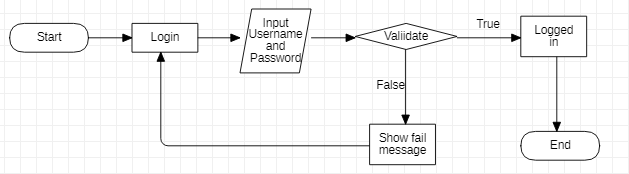 Start
Login
Input
Username
and
Password
Valiidate
True
Logged
in
False
Show fail
message
End